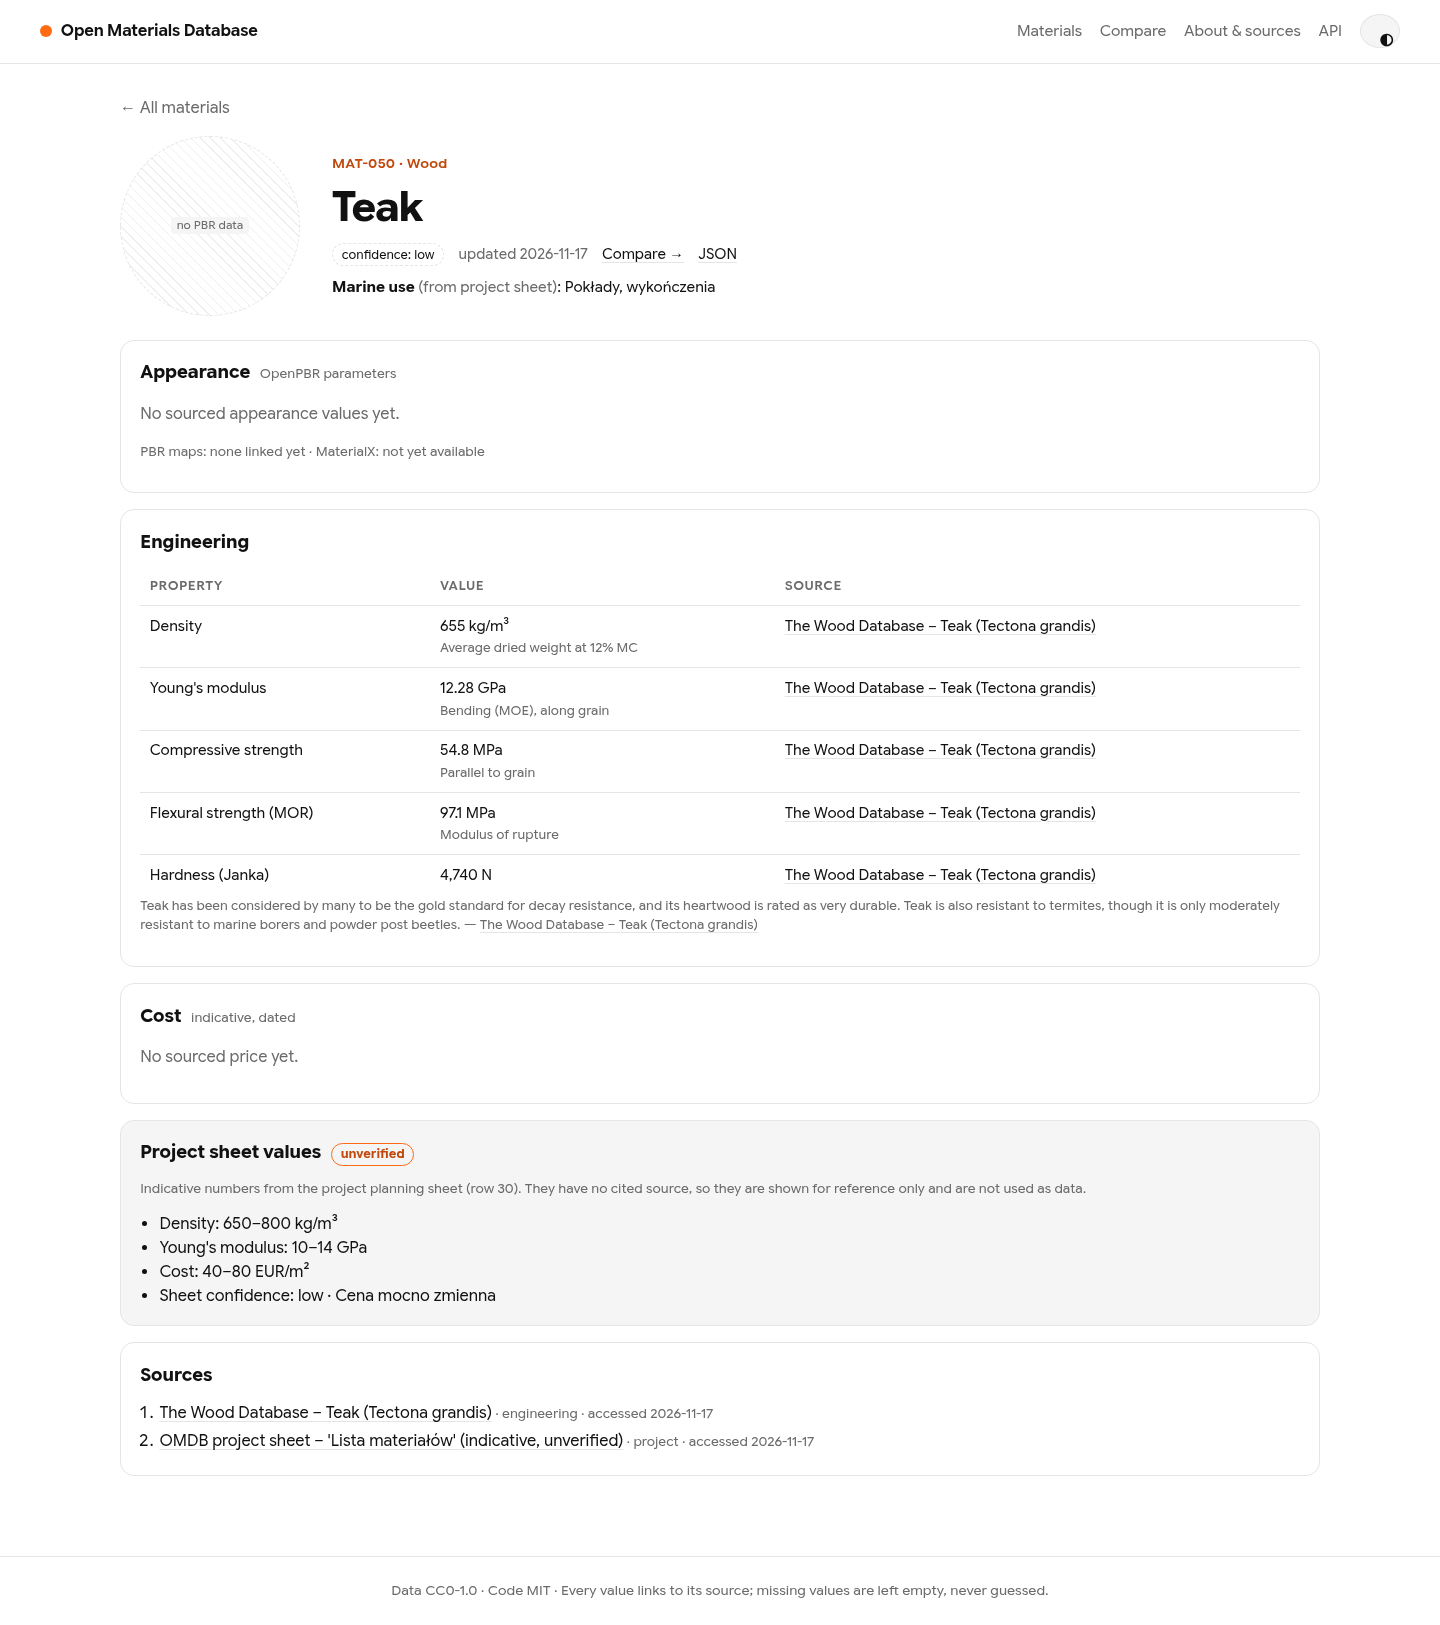 Open Materials Database
Materials Compare About & sources API
← All materials
no PBR data
MAT-050 · Wood
Teak
confidence: low updated 2026-11-17 Compare → JSON
Marine use (from project sheet): Pokłady, wykończenia
Appearance OpenPBR parameters
No sourced appearance values yet.
PBR maps: none linked yet · MaterialX: not yet available
Engineering
PROPERTY VALUE SOURCE
Density 655 kg/m³ The Wood Database – Teak (Tectona grandis)
Average dried weight at 12% MC
Young's modulus 12.28 GPa The Wood Database – Teak (Tectona grandis)
Bending (MOE), along grain
Compressive strength 54.8 MPa The Wood Database – Teak (Tectona grandis)
Parallel to grain
Flexural strength (MOR) 97.1 MPa The Wood Database – Teak (Tectona grandis)
Modulus of rupture
Hardness (Janka) 4,740 N The Wood Database – Teak (Tectona grandis)
Teak has been considered by many to be the gold standard for decay resistance, and its heartwood is rated as very durable. Teak is also resistant to termites, though it is only moderately
resistant to marine borers and powder post beetles. — The Wood Database – Teak (Tectona grandis)
Cost indicative, dated
No sourced price yet.
Project sheet values unverified
Indicative numbers from the project planning sheet (row 30). They have no cited source, so they are shown for reference only and are not used as data.
• Density: 650–800 kg/m³
• Young's modulus: 10–14 GPa
• Cost: 40–80 EUR/m²
• Sheet confidence: low · Cena mocno zmienna
Sources
1. The Wood Database – Teak (Tectona grandis) · engineering · accessed 2026-11-17
2. OMDB project sheet – 'Lista materiałów' (indicative, unverified) · project · accessed 2026-11-17
Data CC0-1.0 · Code MIT · Every value links to its source; missing values are left empty, never guessed.